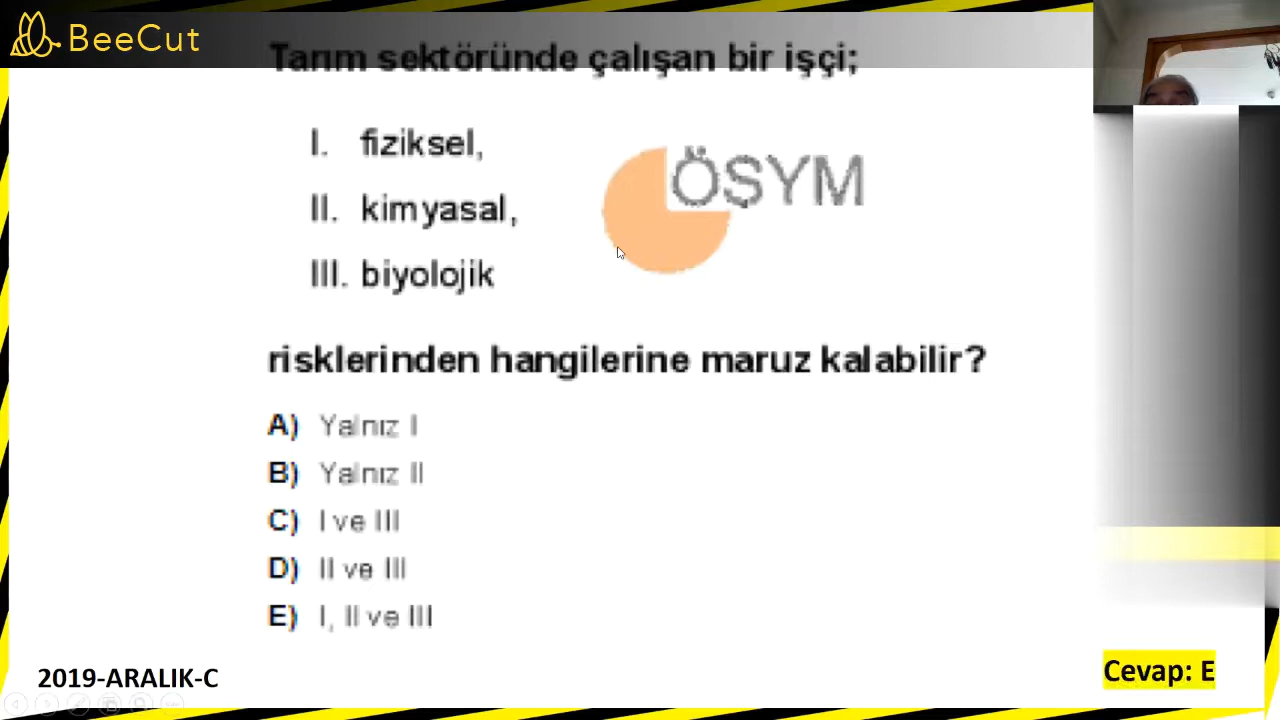 BeeCut
Tarım sektöründe çalışan bir işçi;
I. fiziksel,
II. kimyasal,
III. biyolojik
ÖSYM
risklerinden hangilerine maruz kalabilir?
A) Yalnız I
B) Yalnız II
C) I ve III
D) II ve III
E) I, II ve III
2019-ARALIK-C
Cevap: E